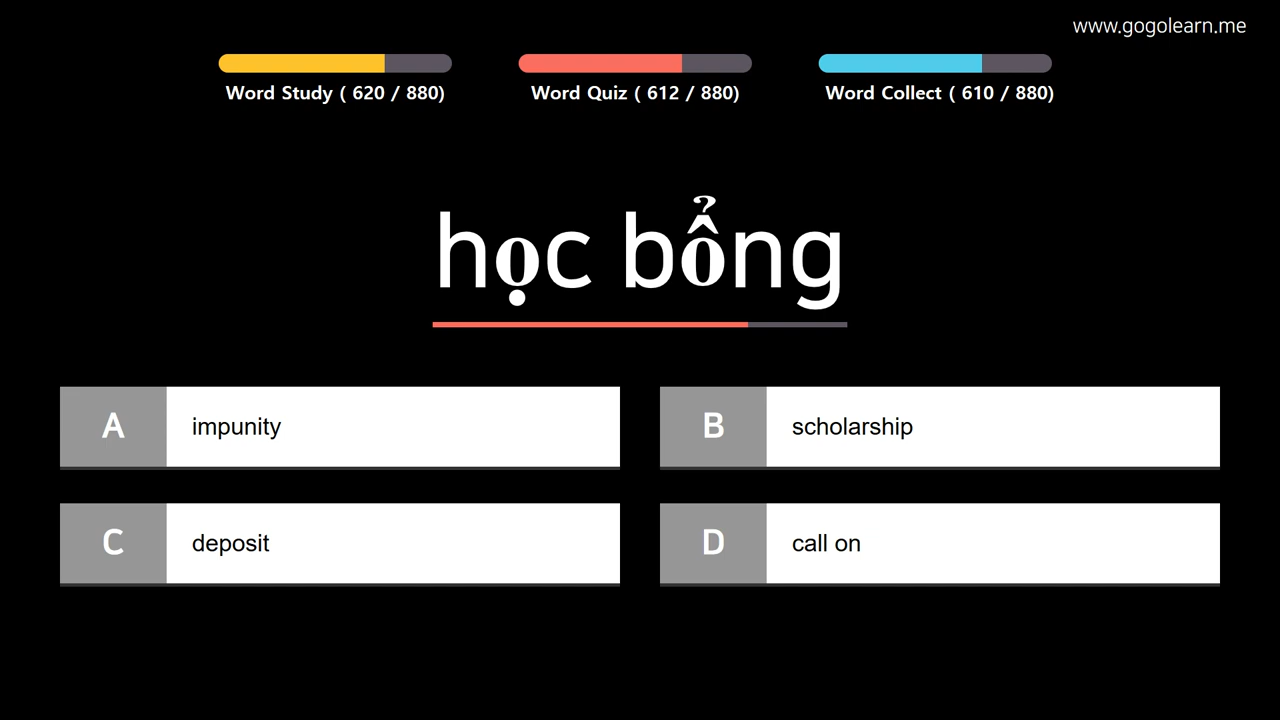 www.gogolearn.me
Word Study ( 620 / 880)
Word Quiz ( 612 / 880)
Word Collect ( 610 / 880)
học bổng
A impunity
B scholarship
C deposit
D call on